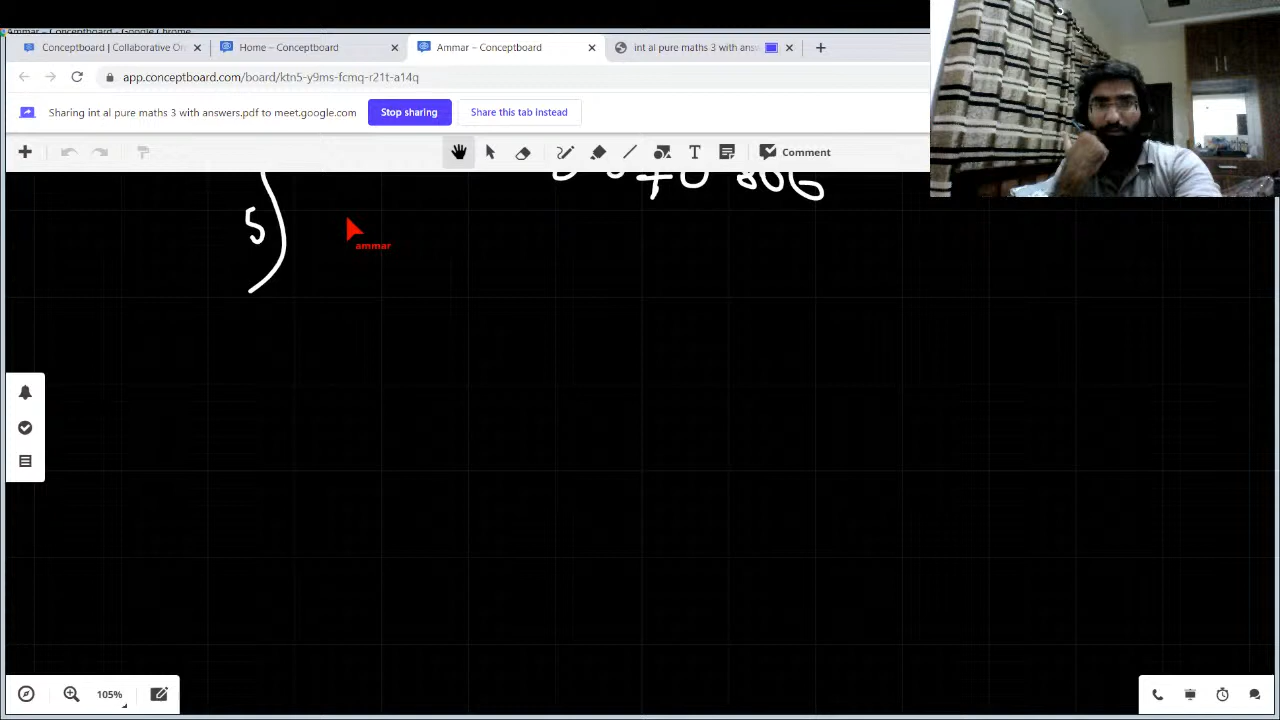 Ammar – Conceptboard - Google Chrome
Conceptboard | Collaborative On
Home – Conceptboard
Ammar – Conceptboard
int al pure maths 3 with answ
app.conceptboard.com/board/ktn5-y9ms-fcmq-r21t-a14q
Sharing int al pure maths 3 with answers.pdf to meet.google.com
Stop sharing
Share this tab instead
T
Comment
5)
ammar
105%